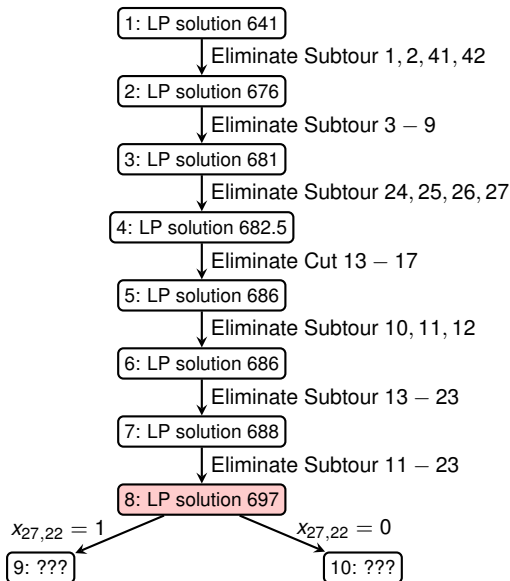 1: LP solution 641
Eliminate Subtour 1, 2, 41, 42
2: LP solution 676
Eliminate Subtour 3 − 9
3: LP solution 681
Eliminate Subtour 24, 25, 26, 27
4: LP solution 682.5
Eliminate Cut 13 − 17
5: LP solution 686
Eliminate Subtour 10, 11, 12
6: LP solution 686
Eliminate Subtour 13 − 23
7: LP solution 688
Eliminate Subtour 11 − 23
8: LP solution 697
x27,22 = 1 x27,22 = 0
9: ??? 10: ???